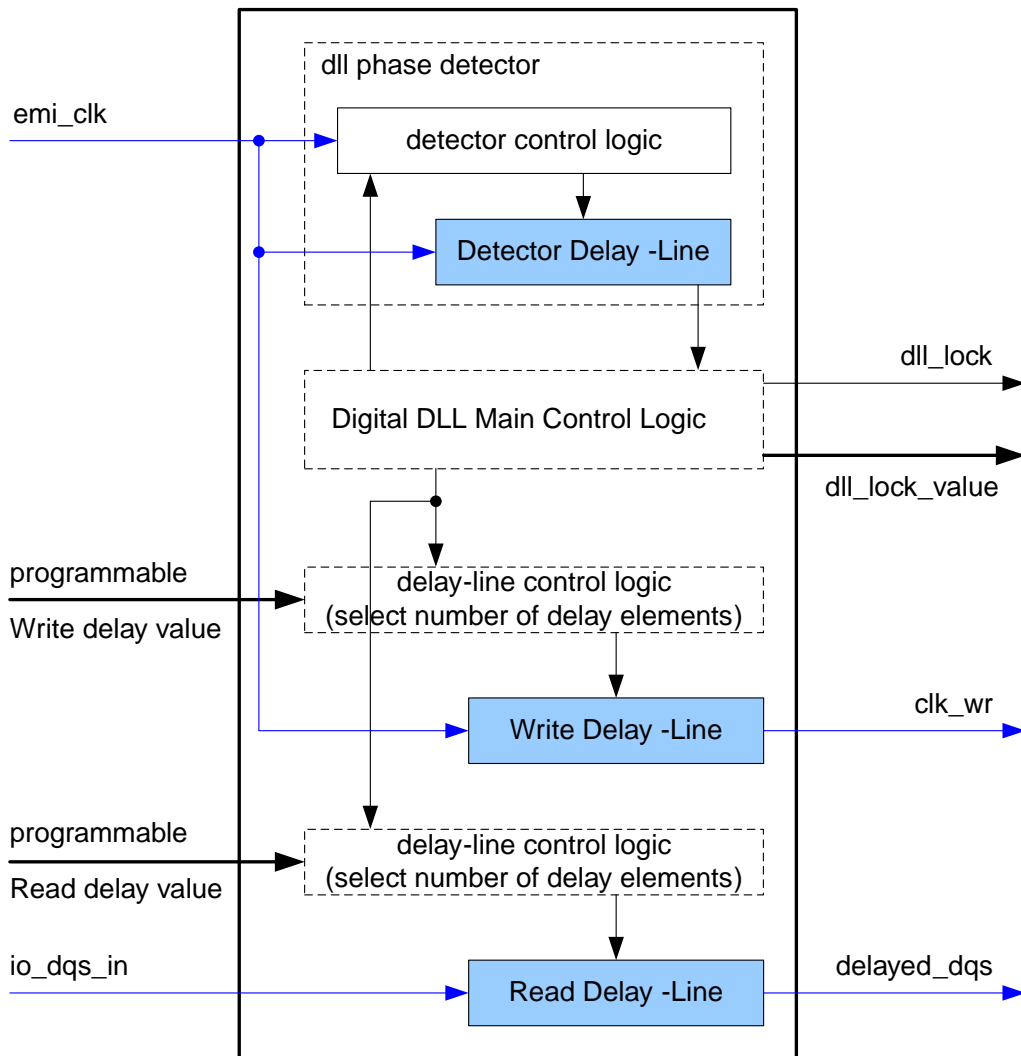 dll phase detector
emi_clk
detector control logic
Detector Delay -Line
dll_lock
Digital DLL Main Control Logic
dll_lock_value
programmable
Write delay value
delay-line control logic
(select number of delay elements)
clk_wr
Write Delay -Line
programmable
Read delay value
delay-line control logic
(select number of delay elements)
io_dqs_in
Read Delay -Line
delayed_dqs